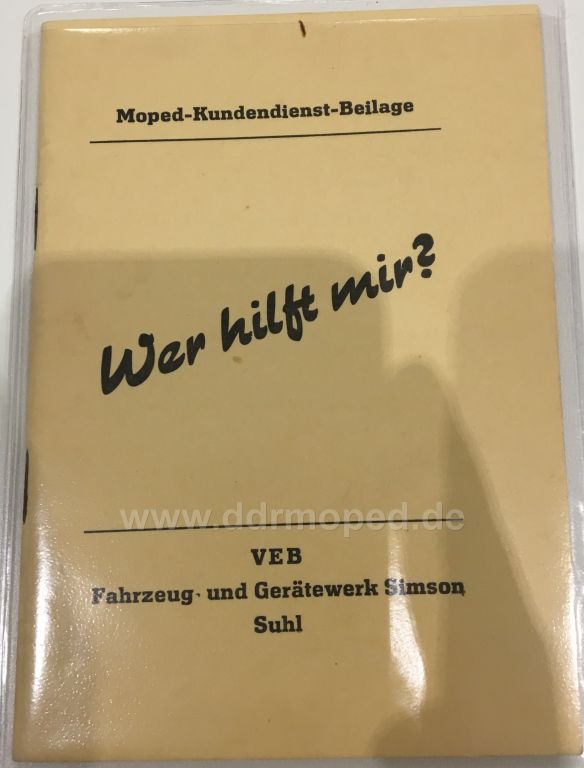 Moped-Kundendienst-Beilage
Wer hilft mir?
www.ddrmoped.de
VEB
Fahrzeug- und Gerätewerk Simson
Suhl